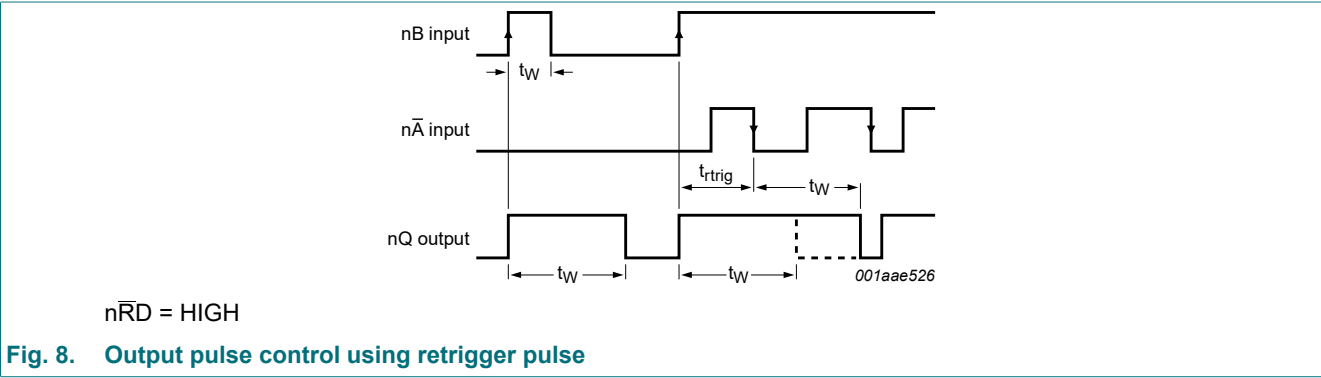 nB input
tW
nA̅ input
trtrig
tW
nQ output
tW
tW
001aae526
nR̅D = HIGH
Fig. 8. Output pulse control using retrigger pulse